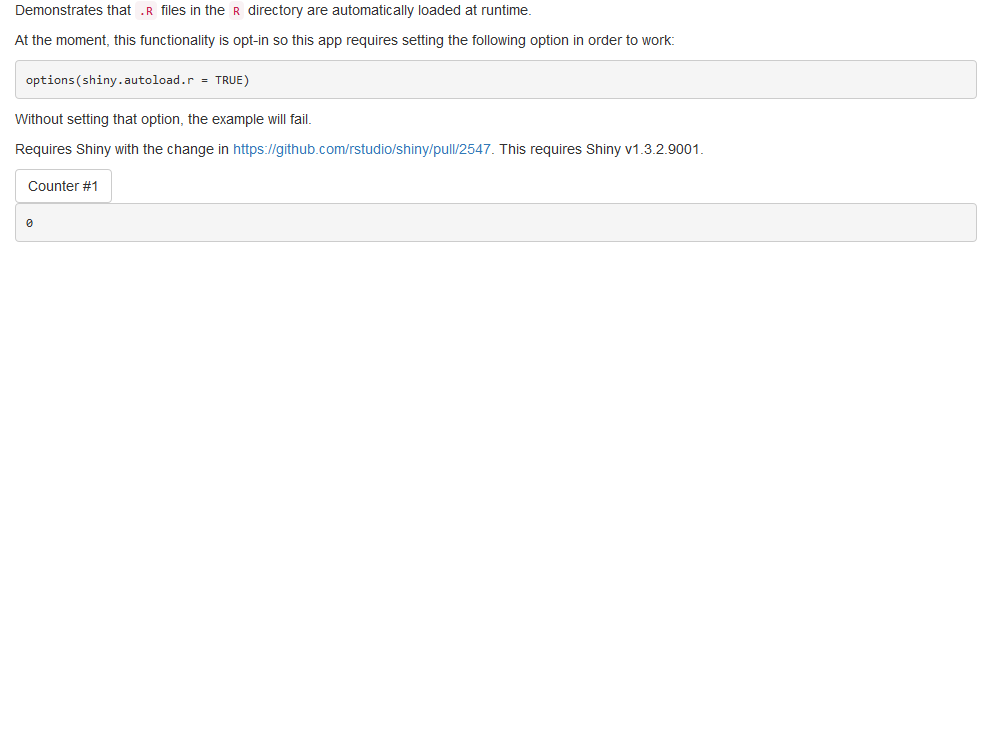 Demonstrates that .R files in the R directory are automatically loaded at runtime.
At the moment, this functionality is opt-in so this app requires setting the following option in order to work:
options(shiny.autoload.r = TRUE)
Without setting that option, the example will fail.
Requires Shiny with the change in https://github.com/rstudio/shiny/pull/2547. This requires Shiny v1.3.2.9001.
Counter #1
0